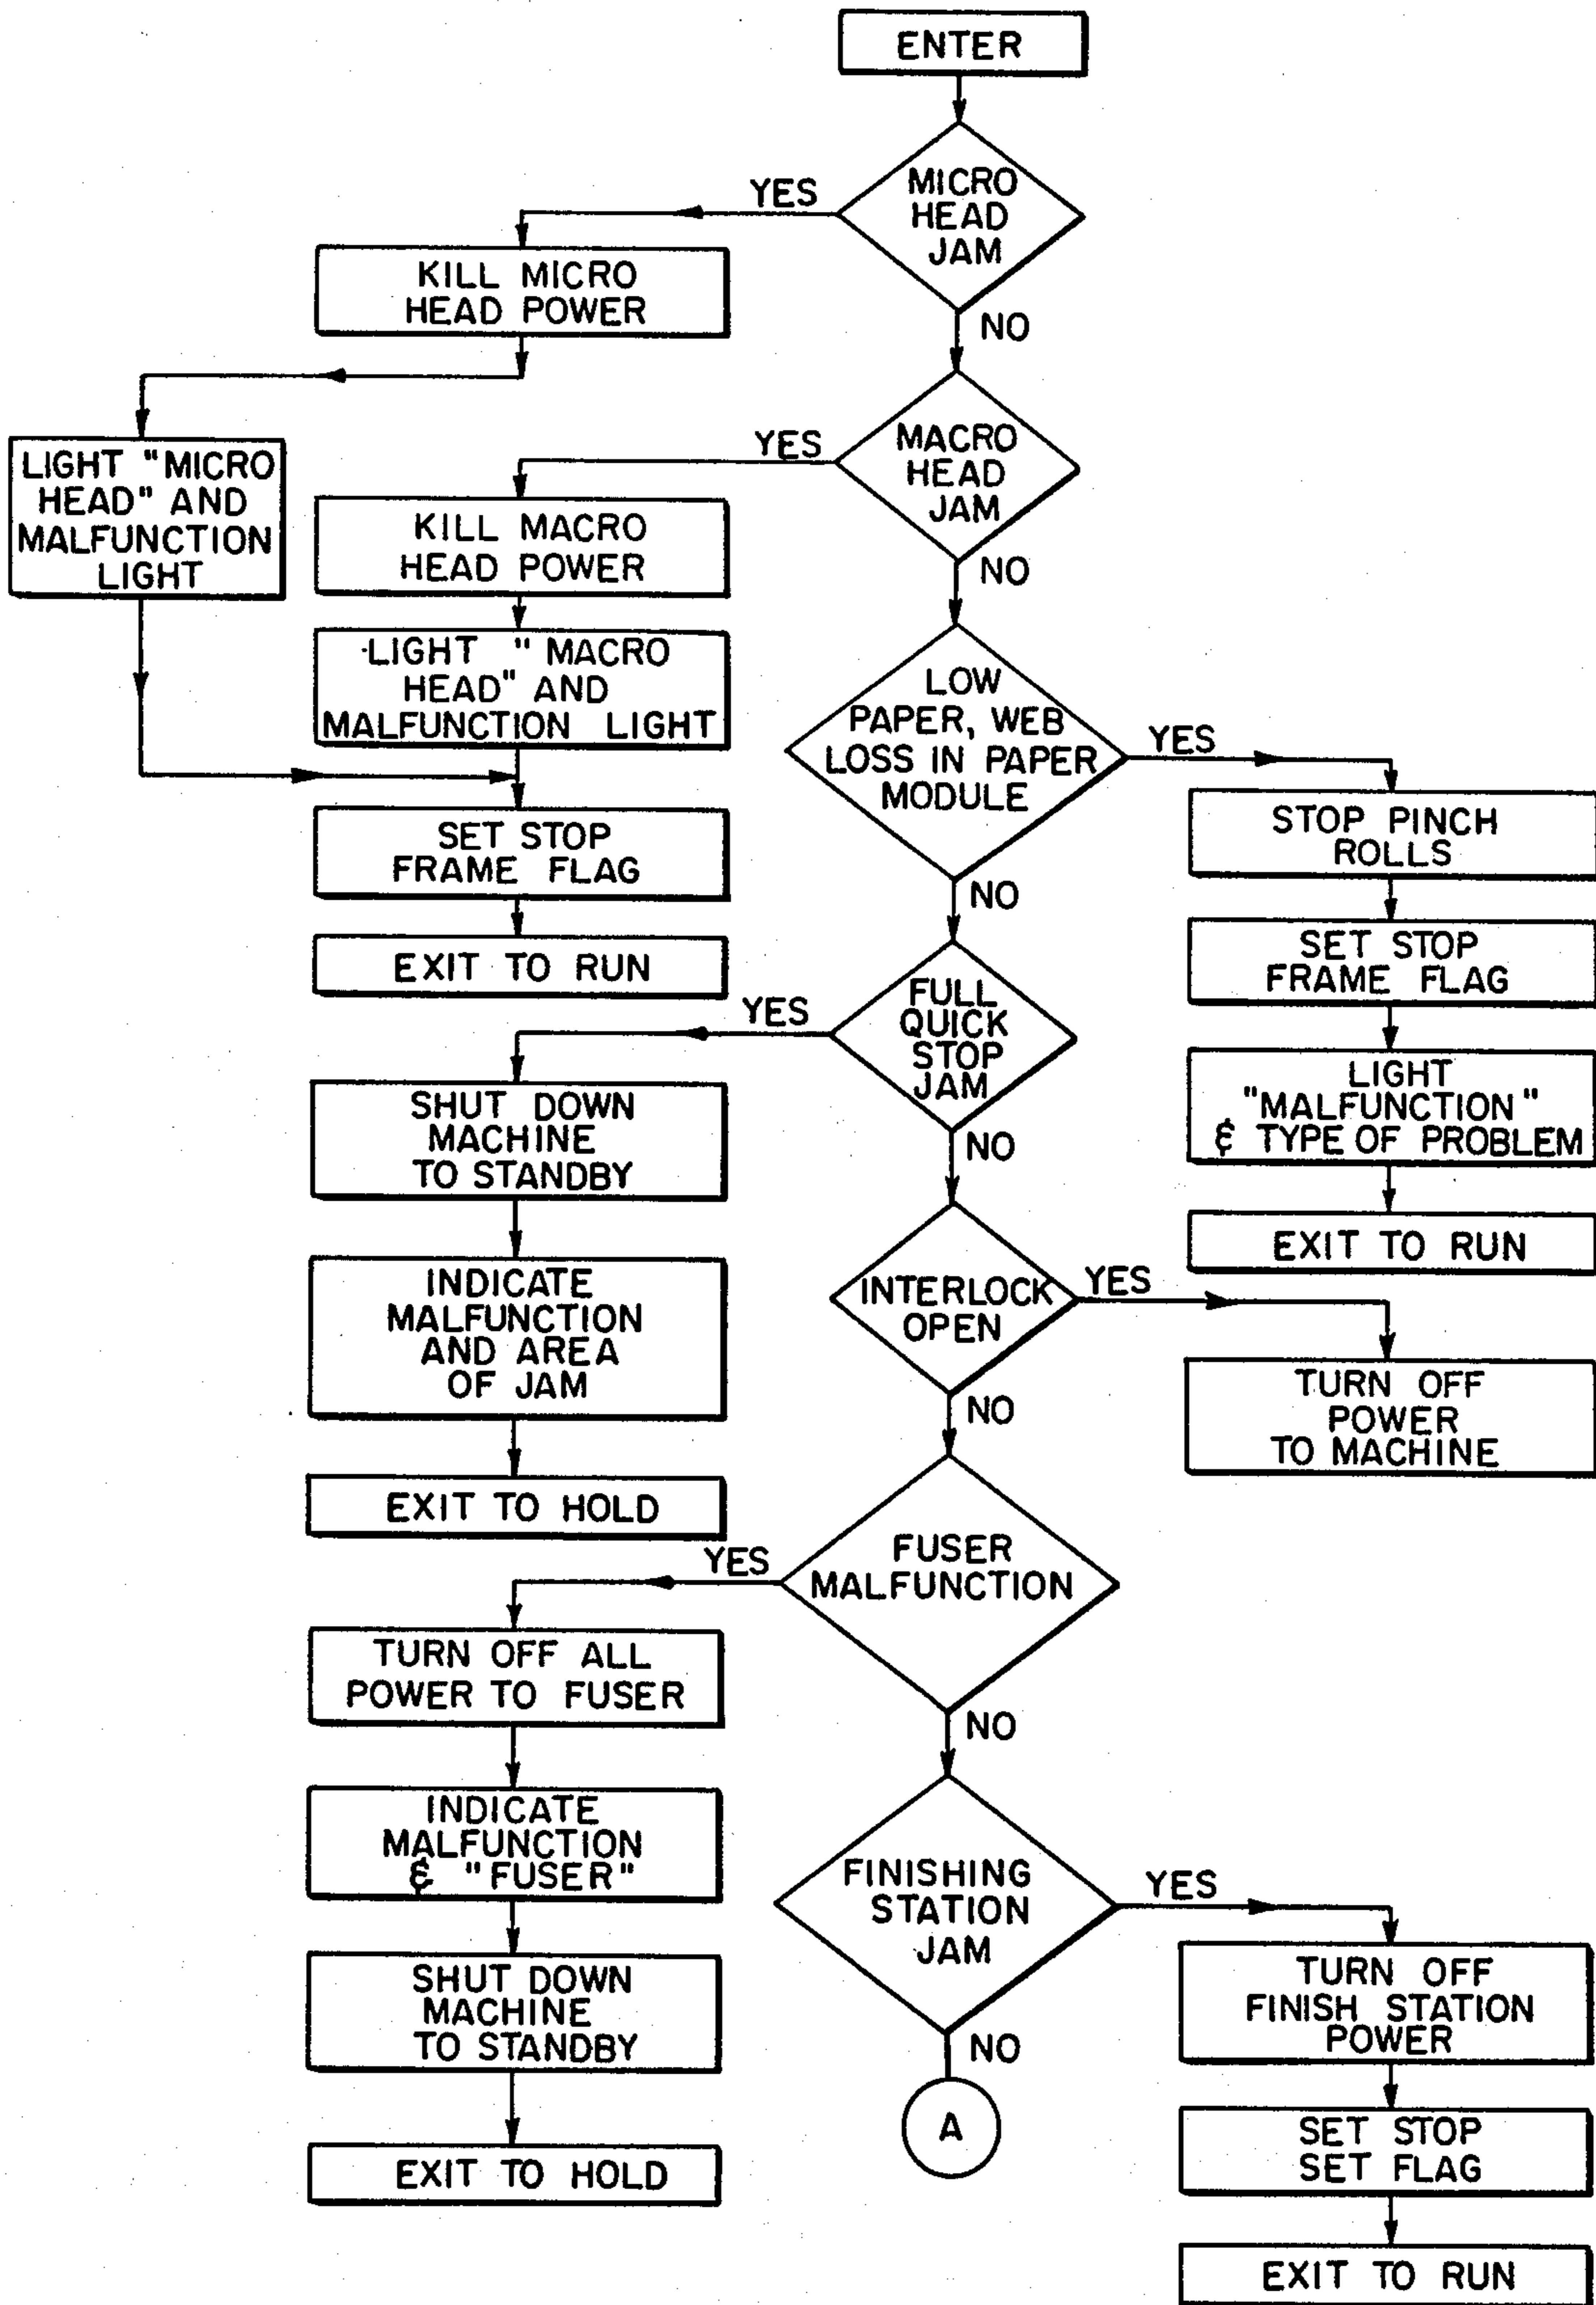 ENTER
MICRO
HEAD
JAM
YES
NO
KILL MICRO
HEAD POWER
LIGHT "MICRO
HEAD" AND
MALFUNCTION
LIGHT
MACRO
HEAD
JAM
YES
NO
KILL MACRO
HEAD POWER
LIGHT "MACRO
HEAD" AND
MALFUNCTION LIGHT
SET STOP
FRAME FLAG
EXIT TO RUN
LOW
PAPER, WEB
LOSS IN PAPER
MODULE
YES
NO
STOP PINCH
ROLLS
SET STOP
FRAME FLAG
LIGHT
"MALFUNCTION"
& TYPE OF PROBLEM
EXIT TO RUN
FULL
QUICK
STOP
JAM
YES
NO
SHUT DOWN
MACHINE
TO STANDBY
INDICATE
MALFUNCTION
AND AREA
OF JAM
EXIT TO HOLD
INTERLOCK
OPEN
YES
NO
TURN OFF
POWER
TO MACHINE
FUSER
MALFUNCTION
YES
NO
TURN OFF ALL
POWER TO FUSER
INDICATE
MALFUNCTION
& "FUSER"
SHUT DOWN
MACHINE
TO STANDBY
EXIT TO HOLD
FINISHING
STATION
JAM
YES
NO
A
TURN OFF
FINISH STATION
POWER
SET STOP
SET FLAG
EXIT TO RUN